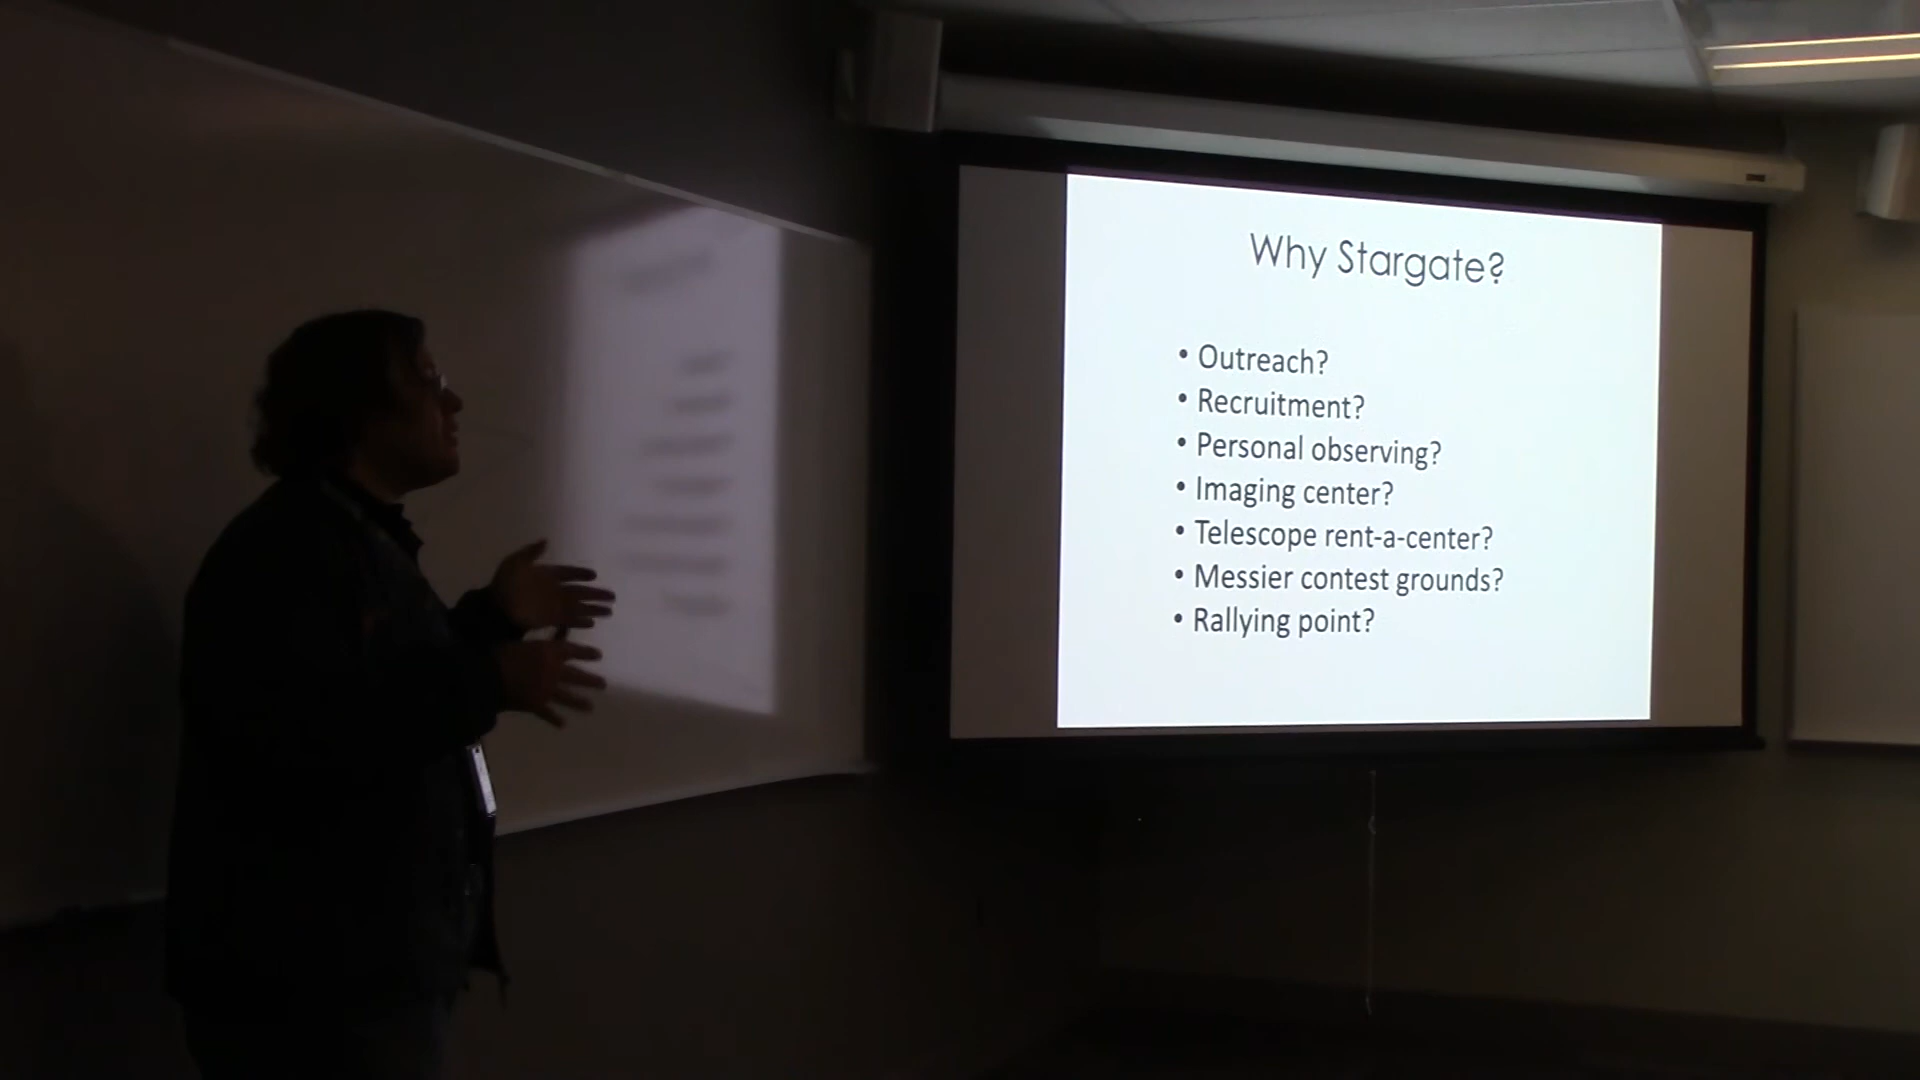 Why Stargate?
• Outreach?
• Recruitment?
• Personal observing?
• Imaging center?
• Telescope rent-a-center?
• Messier contest grounds?
• Rallying point?